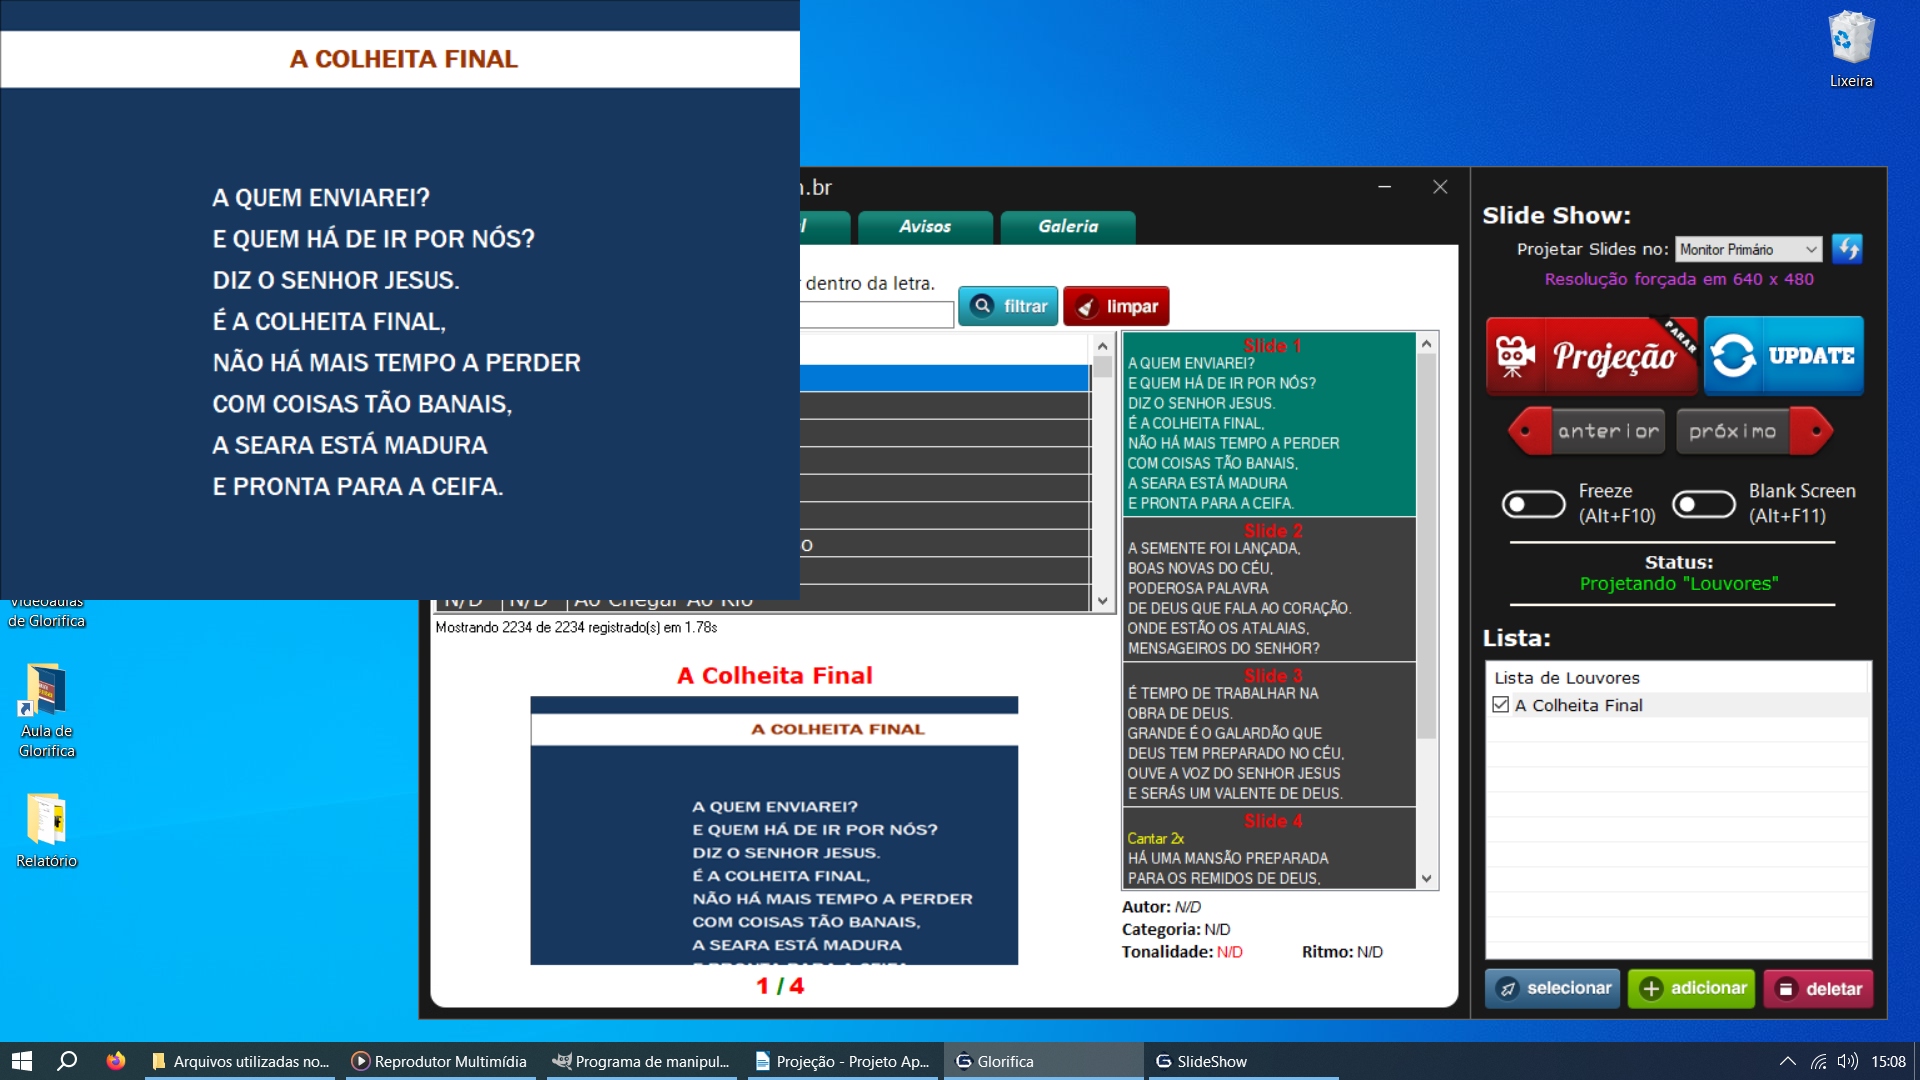 A COLHEITA FINAL
A QUEM ENVIAREI?
E QUEM HÁ DE IR POR NÓS?
DIZ O SENHOR JESUS.
É A COLHEITA FINAL,
NÃO HÁ MAIS TEMPO A PERDER
COM COISAS TÃO BANAIS,
A SEARA ESTÁ MADURA
E PRONTA PARA A CEIFA.
Lixeira
Videoaulas
de Glorifica
Aula de
Glorifica
Relatório
.br
Avisos
Galeria
dentro da letra.
filtrar
limpar
o
N/D N/D Ao Chegar Ao Rio
Mostrando 2234 de 2234 registrado(s) em 1.78s
A Colheita Final
A COLHEITA FINAL
A QUEM ENVIAREI?
E QUEM HÁ DE IR POR NÓS?
DIZ O SENHOR JESUS.
É A COLHEITA FINAL,
NÃO HÁ MAIS TEMPO A PERDER
COM COISAS TÃO BANAIS,
A SEARA ESTÁ MADURA
E PRONTA PARA A CEIFA.
1 / 4
Slide 1
A QUEM ENVIAREI?
E QUEM HÁ DE IR POR NÓS?
DIZ O SENHOR JESUS.
É A COLHEITA FINAL,
NÃO HÁ MAIS TEMPO A PERDER
COM COISAS TÃO BANAIS,
A SEARA ESTÁ MADURA
E PRONTA PARA A CEIFA.
Slide 2
A SEMENTE FOI LANÇADA,
BOAS NOVAS DO CÉU,
PODEROSA PALAVRA
DE DEUS QUE FALA AO CORAÇÃO.
ONDE ESTÃO OS ATALAIAS,
MENSAGEIROS DO SENHOR?
Slide 3
É TEMPO DE TRABALHAR NA
OBRA DE DEUS.
GRANDE É O GALARDÃO QUE
DEUS TEM PREPARADO NO CÉU,
OUVE A VOZ DO SENHOR JESUS
E SERÁS UM VALENTE DE DEUS.
Slide 4
Cantar 2x
HÁ UMA MANSÃO PREPARADA
PARA OS REMIDOS DE DEUS,
Autor: N/D
Categoria: N/D
Tonalidade: N/D Ritmo: N/D
Slide Show:
Projetar Slides no: Monitor Primário
Resolução forçada em 640 x 480
Projeção PARAR
UPDATE
anterior
próximo
Freeze
(Alt+F10)
Blank Screen
(Alt+F11)
Status:
Projetando "Louvores"
Lista:
Lista de Louvores
A Colheita Final
selecionar
adicionar
deletar
Arquivos utilizadas no...
Reprodutor Multimídia
Programa de manipul...
Projeção - Projeto Ap...
Glorifica
SlideShow
15:08